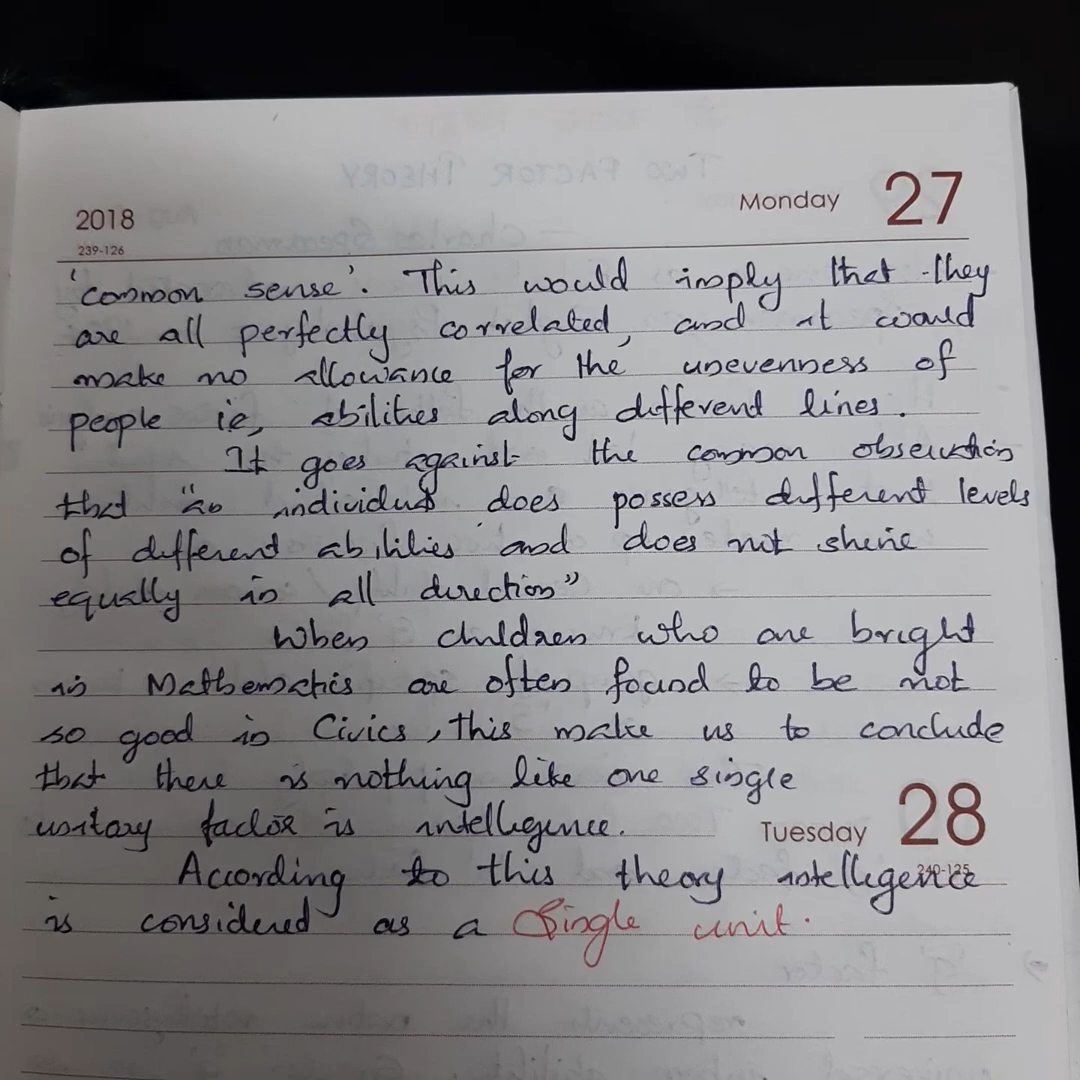 2018
Monday 27
239-126
'common sense'. This would imply that they
are all perfectly correlated, and it would
make no allowance for the unevenness of
people ie, abilities along different lines.
It goes against the common observation
that "an individual does possess different levels
of different abilities and does not shine
equally in all direction"
When children who are bright
in Mathematics are often found to be not
so good in Civics, this make us to conclude
that there is nothing like one single
unitary factor is intelligence.
Tuesday 28
240-125
According to this theory intelligence
is considered as a Single unit.